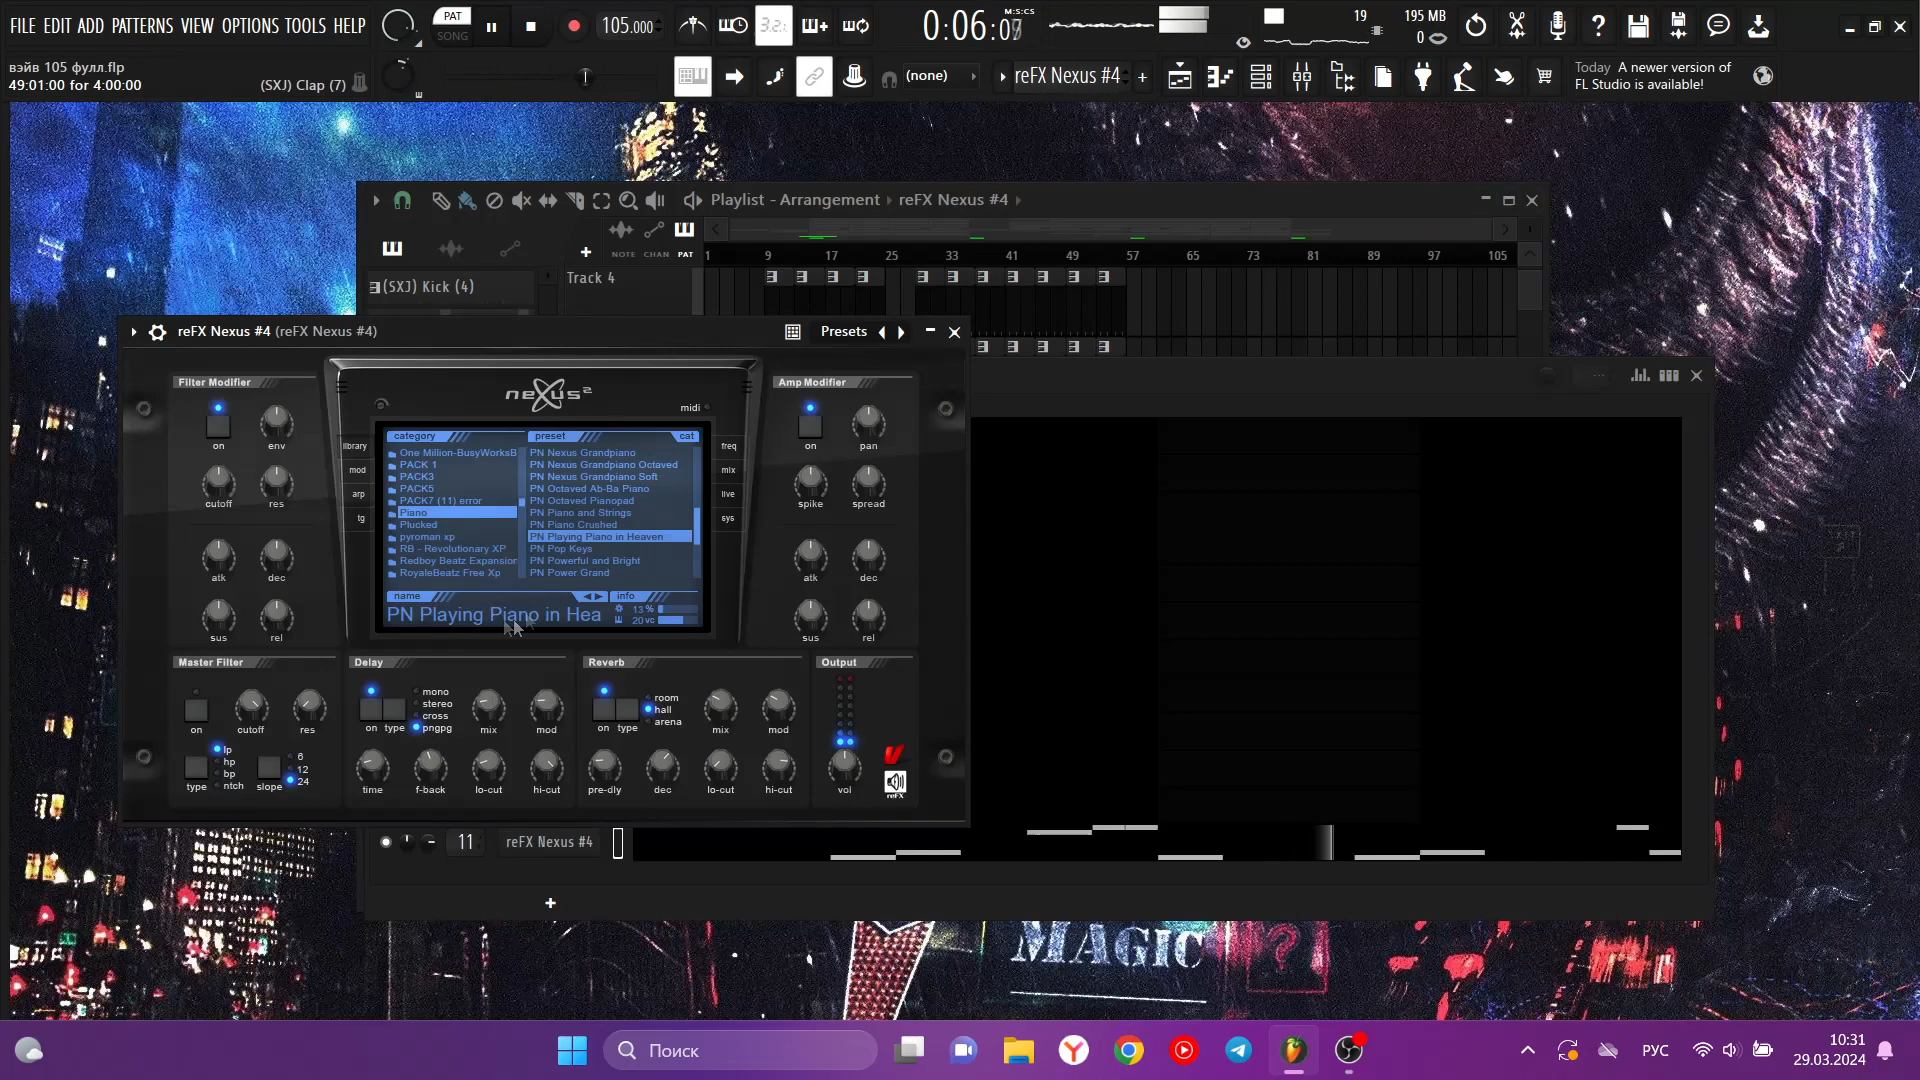 FILE EDIT ADD PATTERNS VIEW OPTIONS TOOLS HELP
PAT
SONG
105.000
3.2.
0:06:07
M:S:CS
19
195 MB
0
вэйв 105 фулл.flp
49:01:00 for 4:00:00
(SXJ) Clap (7)
(none)
reFX Nexus #4
Today A newer version of
FL Studio is available!
Playlist - Arrangement › reFX Nexus #4
NOTE CHAN PAT
1 9 17 25 33 41 49 57 65 73 81 89 97 105
(SXJ) Kick (4)
Track 4
reFX Nexus #4 (reFX Nexus #4)
Presets
Filter Modifier
on
env
cutoff
res
atk
dec
sus
rel
nexus 2
midi
library
mod
arp
tg
freq
mix
live
sys
category
preset
cat
One Million-BusyWorksB
PACK 1
PACK3
PACK5
PACK7 (11) error
Piano
Plucked
pyroman xp
RB - Revolutionary XP
Redboy Beatz Expansion
RoyaleBeatz Free Xp
PN Nexus Grandpiano
PN Nexus Grandpiano Octaved
PN Nexus Grandpiano Soft
PN Octaved Ab-Ba Piano
PN Octaved Pianopad
PN Piano and Strings
PN Piano Crushed
PN Playing Piano in Heaven
PN Pop Keys
PN Powerful and Bright
PN Power Grand
name
info
PN Playing Piano in Hea
13 %
20 vc
Amp Modifier
on
pan
spike
spread
atk
dec
sus
rel
Master Filter
on
cutoff
res
type
lp
hp
bp
ntch
slope
6
12
24
Delay
on
type
mono
stereo
cross
pngpg
mix
mod
time
f-back
lo-cut
hi-cut
Reverb
on
type
room
hall
arena
mix
mod
pre-dly
dec
lo-cut
hi-cut
Output
vol
reFX
11
reFX Nexus #4
+
MAGIC
?
Поиск
РУС
10:31
29.03.2024